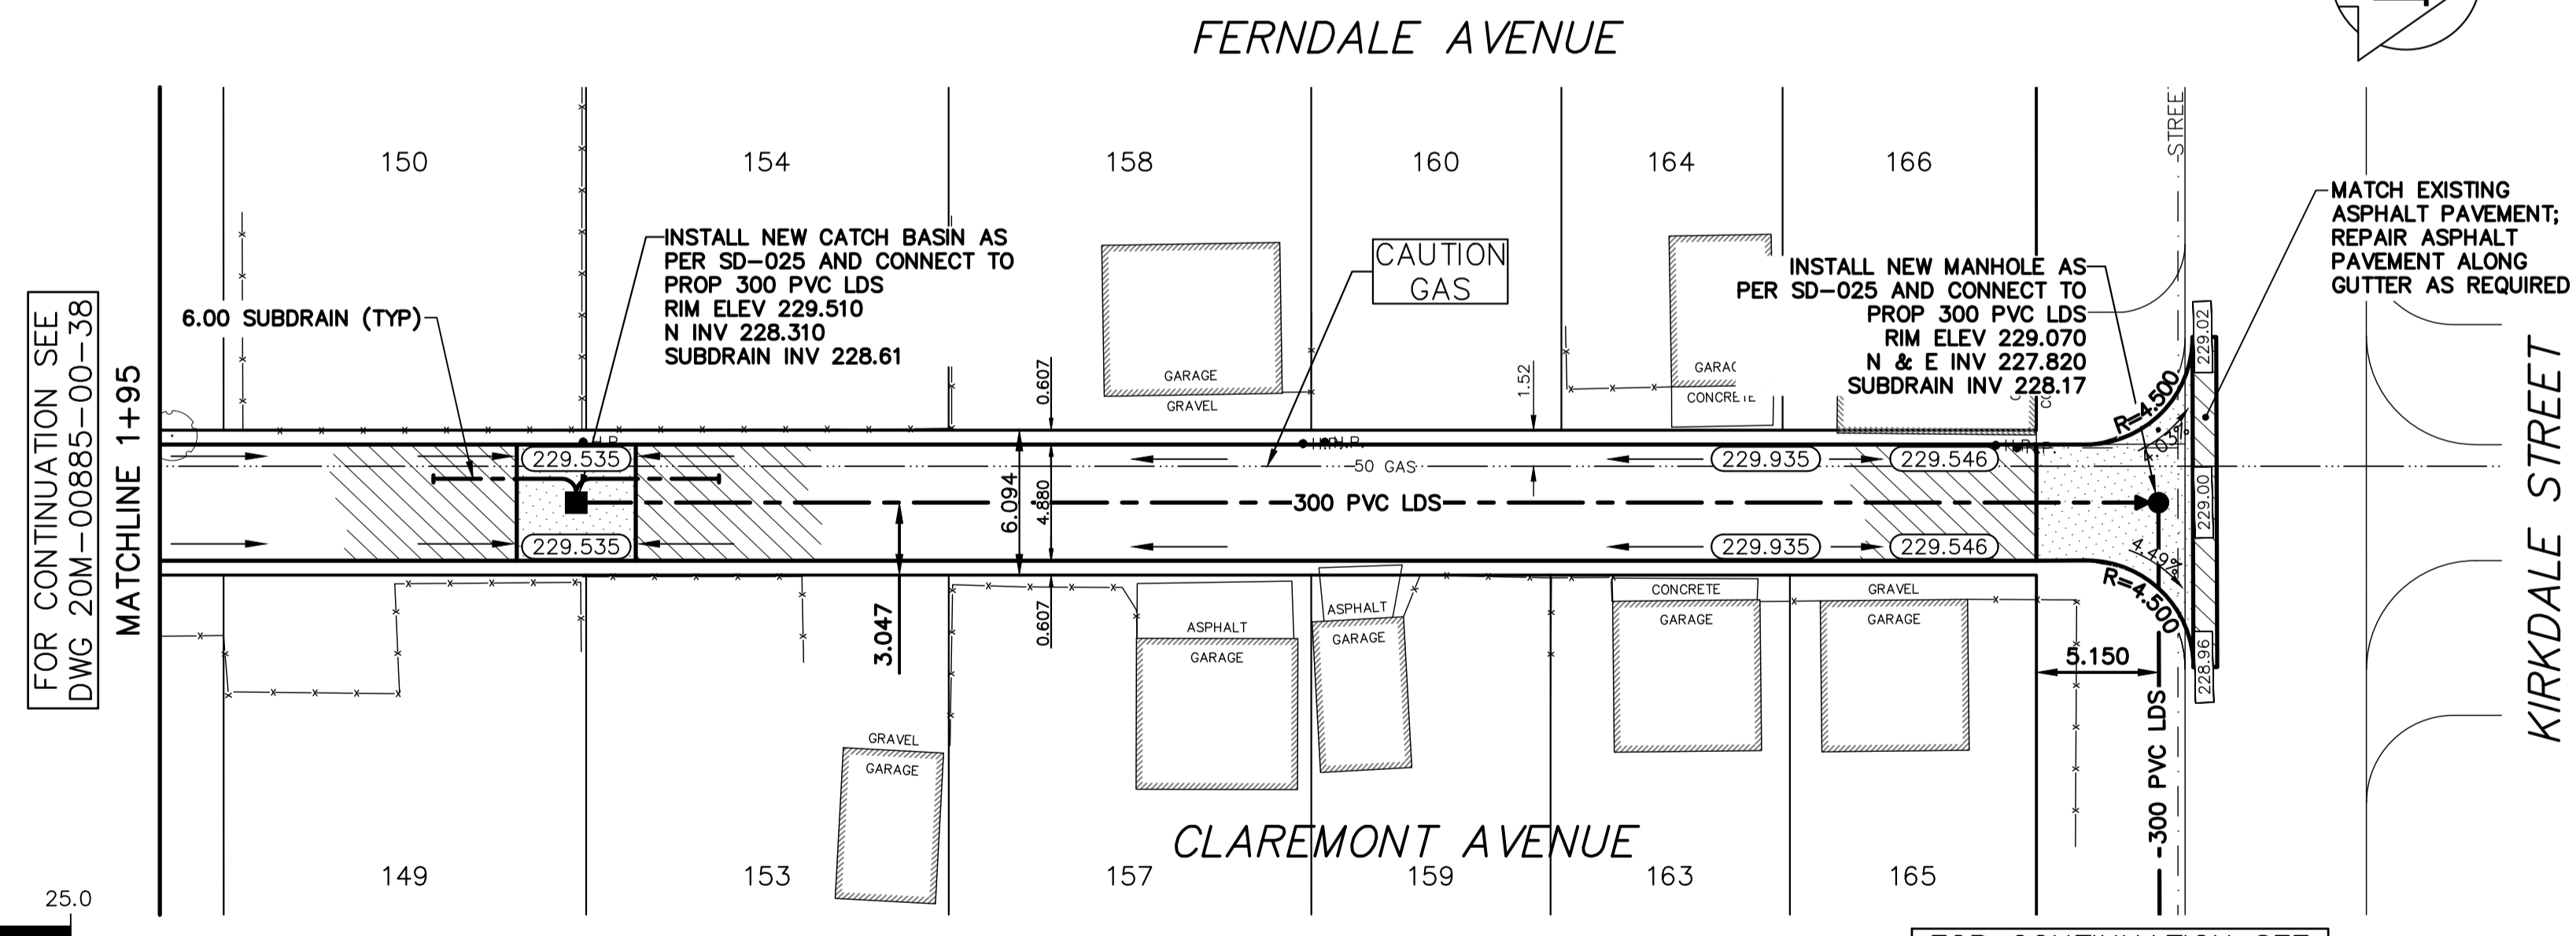 FERNDALE AVENUE
150
154
158
160
164
166
STREET
MATCH EXISTING
ASPHALT PAVEMENT;
REPAIR ASPHALT
PAVEMENT ALONG
GUTTER AS REQUIRED
INSTALL NEW CATCH BASIN AS
PER SD-025 AND CONNECT TO
PROP 300 PVC LDS
RIM ELEV 229.510
N INV 228.310
SUBDRAIN INV 228.61
CAUTION
GAS
INSTALL NEW MANHOLE AS
PER SD-025 AND CONNECT TO
PROP 300 PVC LDS
RIM ELEV 229.070
N & E INV 227.820
SUBDRAIN INV 228.17
6.00 SUBDRAIN (TYP)
FOR CONTINUATION SEE
DWG 20M-00885-00-38
MATCHLINE 1+95
GARAGE
GRAVEL
CONCRETE
0.607
1.52
R=4.500
229.02
H.P.
H.P.
229.535
50 GAS
229.935
229.546
6.094
4.880
300 PVC LDS
229.00
229.535
229.935
229.546
4.49%
R=4.500
228.96
3.047
0.607
ASPHALT
GARAGE
ASPHALT
GARAGE
CONCRETE
GARAGE
GRAVEL
GARAGE
5.150
300 PVC LDS
KIRKDALE STREET
GRAVEL
GARAGE
CLAREMONT AVENUE
149
153
157
159
163
165
25.0
FOR CONTINUATION SEE